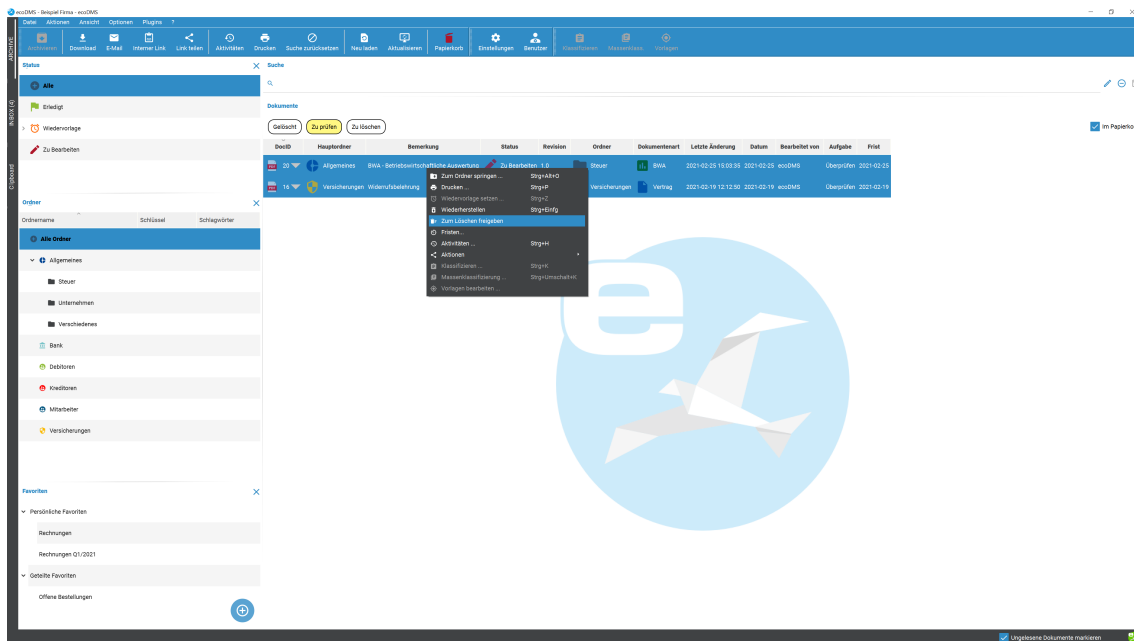 ecoDMS - Beispiel Firma - ecoDMS
Datei Aktionen Ansicht Optionen Plugins ?
Archivieren Download E-Mail Interner Link Link teilen Aktivitäten Drucken Suche zurücksetzen Neu laden Aktualisieren Papierkorb Einstellungen Benutzer Klassifizieren Massenklass. Vorlagen
ARCHIVE
INBOX (4)
Clipboard
Status
Alle
Erledigt
Wiedervorlage
Zu Bearbeiten
Ordner
Ordnername Schlüssel Schlagwörter
Alle Ordner
Allgemeines
Steuer
Unternehmen
Verschiedenes
Bank
Debitoren
Kreditoren
Mitarbeiter
Versicherungen
Favoriten
Persönliche Favoriten
Rechnungen
Rechnungen Q1/2021
Geteilte Favoriten
Offene Bestellungen
Suche
Dokumente
Gelöscht Zu prüfen Zu löschen
Im Papierko
DocID Hauptordner Bemerkung Status Revision Ordner Dokumentenart Letzte Änderung Datum Bearbeitet von Aufgabe Frist
20 Allgemeines BWA - Betriebswirtschaftliche Auswertung Zu Bearbeiten 1.0 Steuer BWA 2021-02-25 15:03:35 2021-02-25 ecoDMS Überprüfen 2021-02-25
16 Versicherungen Widerrufsbelehrung Versicherungen Vertrag 2021-02-19 12:12:50 2021-02-19 ecoDMS Überprüfen 2021-02-19
Zum Ordner springen ... Strg+Alt+O
Drucken ... Strg+P
Wiedervorlage setzen ... Strg+Z
Wiederherstellen Strg+Einfg
Zum Löschen freigeben
Fristen...
Aktivitäten ... Strg+H
Aktionen
Klassifizieren ... Strg+K
Massenklassifizierung ... Strg+Umschalt+K
Vorlagen bearbeiten ...
e
Ungelesene Dokumente markieren